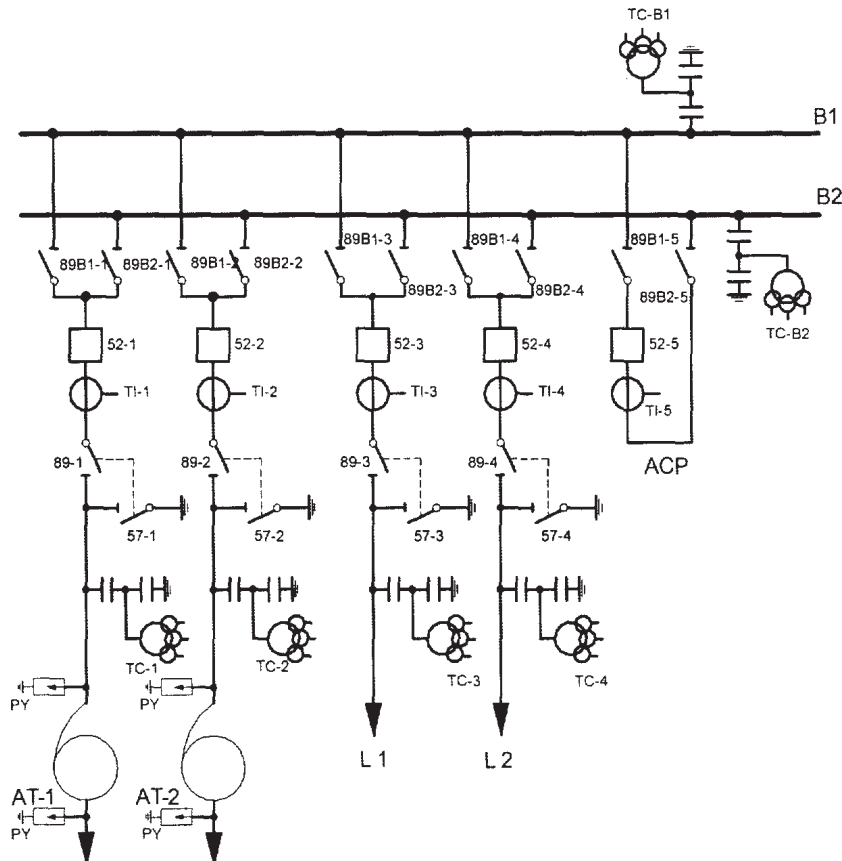 TC-B1
B1
B2
89B1-1
89B2-1
89B1-2
89B2-2
89B1-3
89B2-3
89B1-4
89B2-4
89B1-5
89B2-5
TC-B2
52-1
52-2
52-3
52-4
52-5
TI-1
TI-2
TI-3
TI-4
TI-5
89-1
89-2
89-3
89-4
ACP
57-1
57-2
57-3
57-4
TC-1
TC-2
TC-3
TC-4
PY
PY
L 1
L 2
AT-1
AT-2
PY
PY